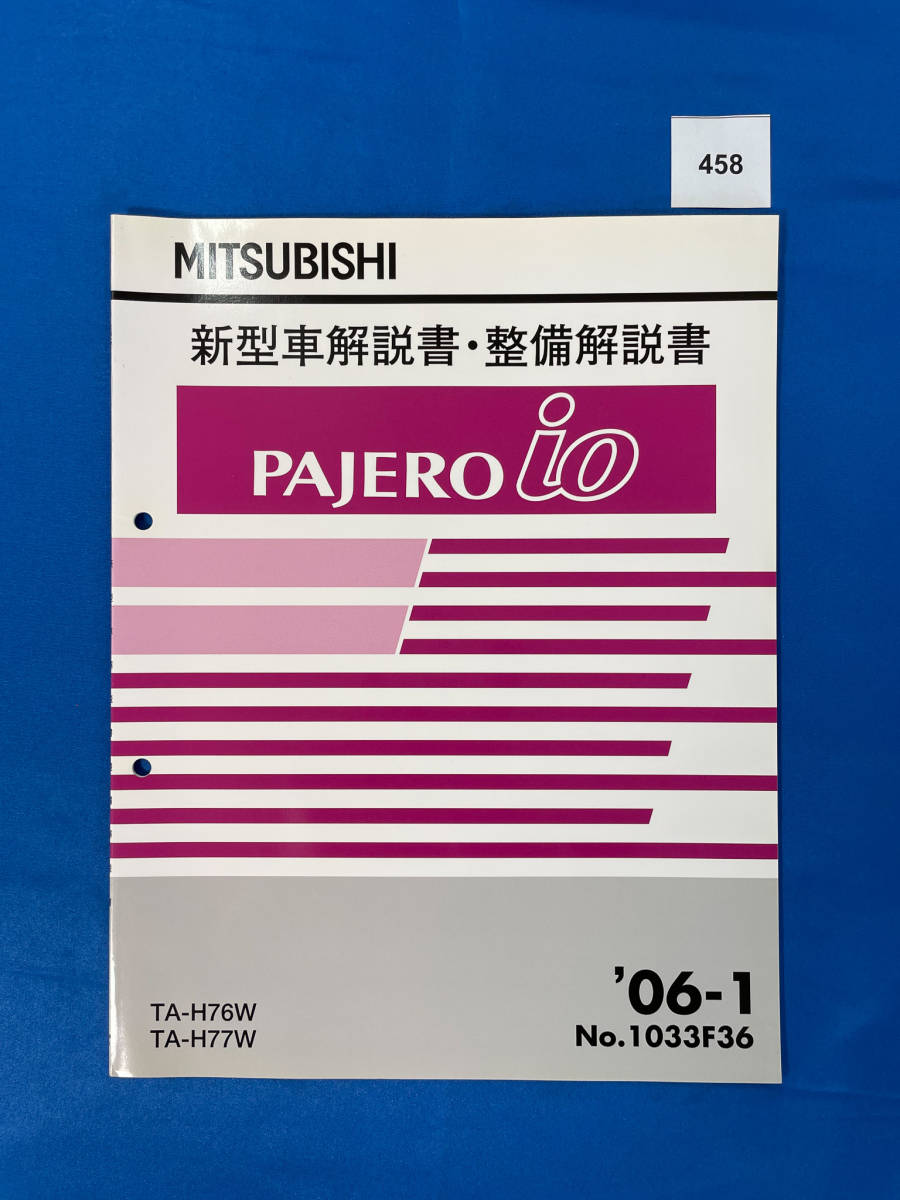 458
MITSUBISHI
新型車解説書・整備解説書
PAJERO io
'06-1
TA-H76W
TA-H77W
No.1033F36